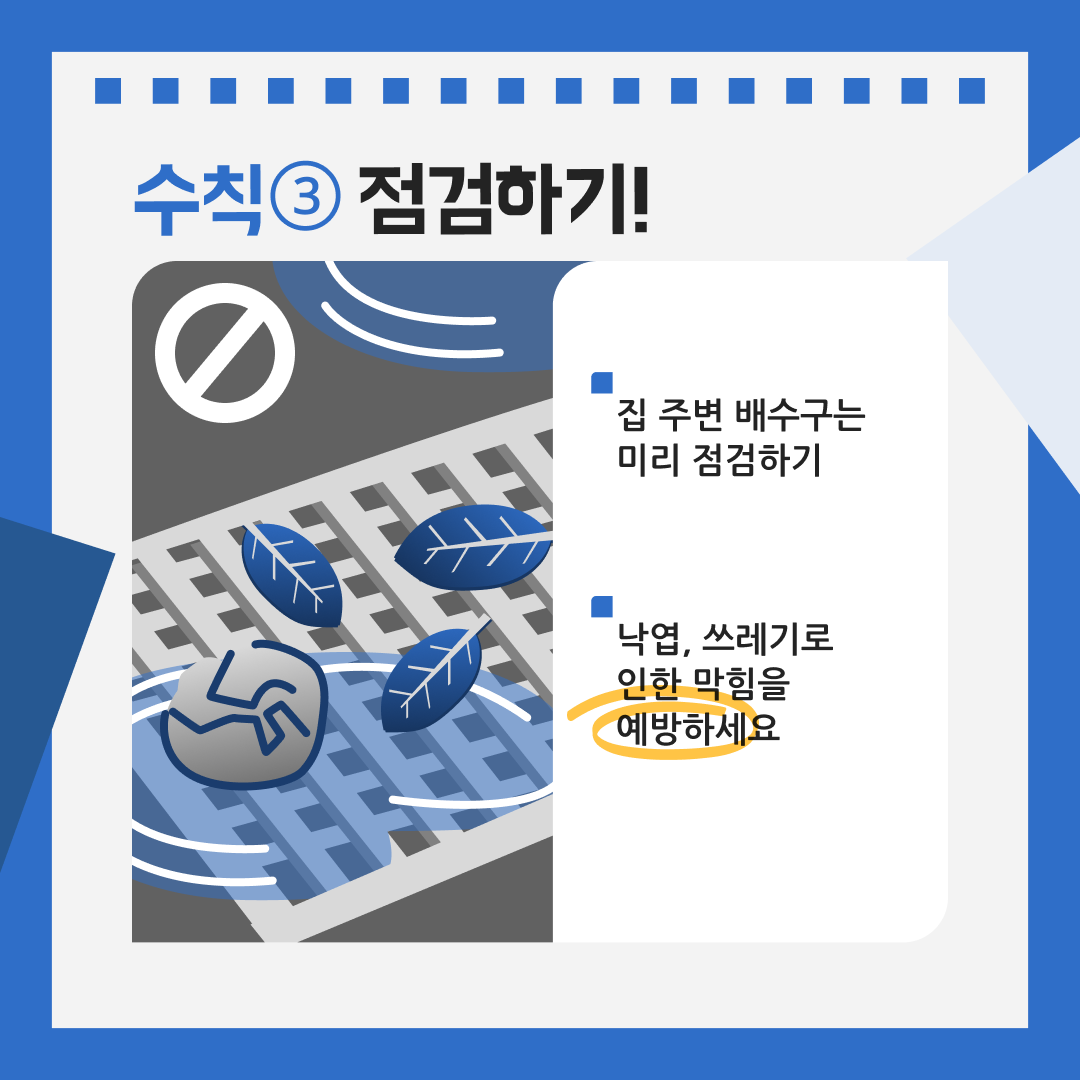 수칙③ 점검하기!
집 주변 배수구는
미리 점검하기
낙엽, 쓰레기로
인한 막힘을
예방하세요